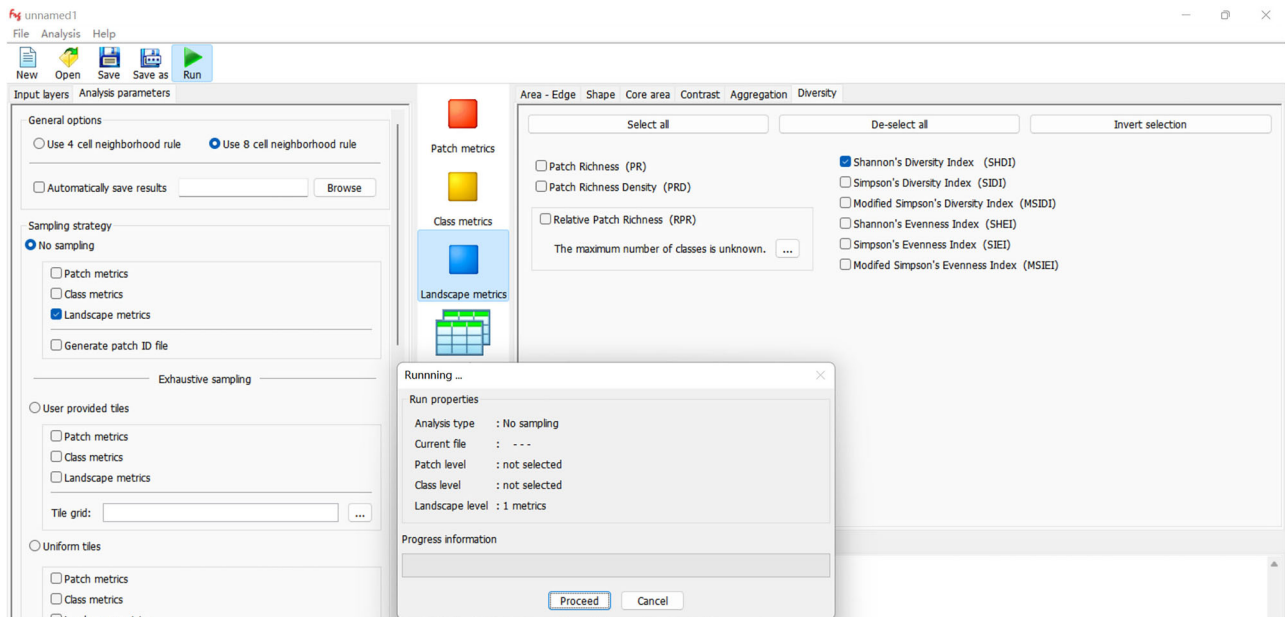 unnamed1
File Analysis Help
New Open Save Save as Run
Input layers Analysis parameters
General options
Use 4 cell neighborhood rule Use 8 cell neighborhood rule
Automatically save results Browse
Sampling strategy
No sampling
Patch metrics
Class metrics
Landscape metrics
Generate patch ID file
Exhaustive sampling
User provided tiles
Patch metrics
Class metrics
Landscape metrics
Tile grid: ...
Uniform tiles
Patch metrics
Class metrics
Patch metrics
Class metrics
Landscape metrics
Area - Edge Shape Core area Contrast Aggregation Diversity
Select all De-select all Invert selection
Patch Richness (PR)
Patch Richness Density (PRD)
Relative Patch Richness (RPR)
The maximum number of classes is unknown. ...
Shannon's Diversity Index (SHDI)
Simpson's Diversity Index (SIDI)
Modified Simpson's Diversity Index (MSIDI)
Shannon's Evenness Index (SHEI)
Simpson's Evenness Index (SIEI)
Modifed Simpson's Evenness Index (MSIEI)
Runnning ...
Run properties
Analysis type : No sampling
Current file : - - -
Patch level : not selected
Class level : not selected
Landscape level : 1 metrics
Progress information
Proceed Cancel